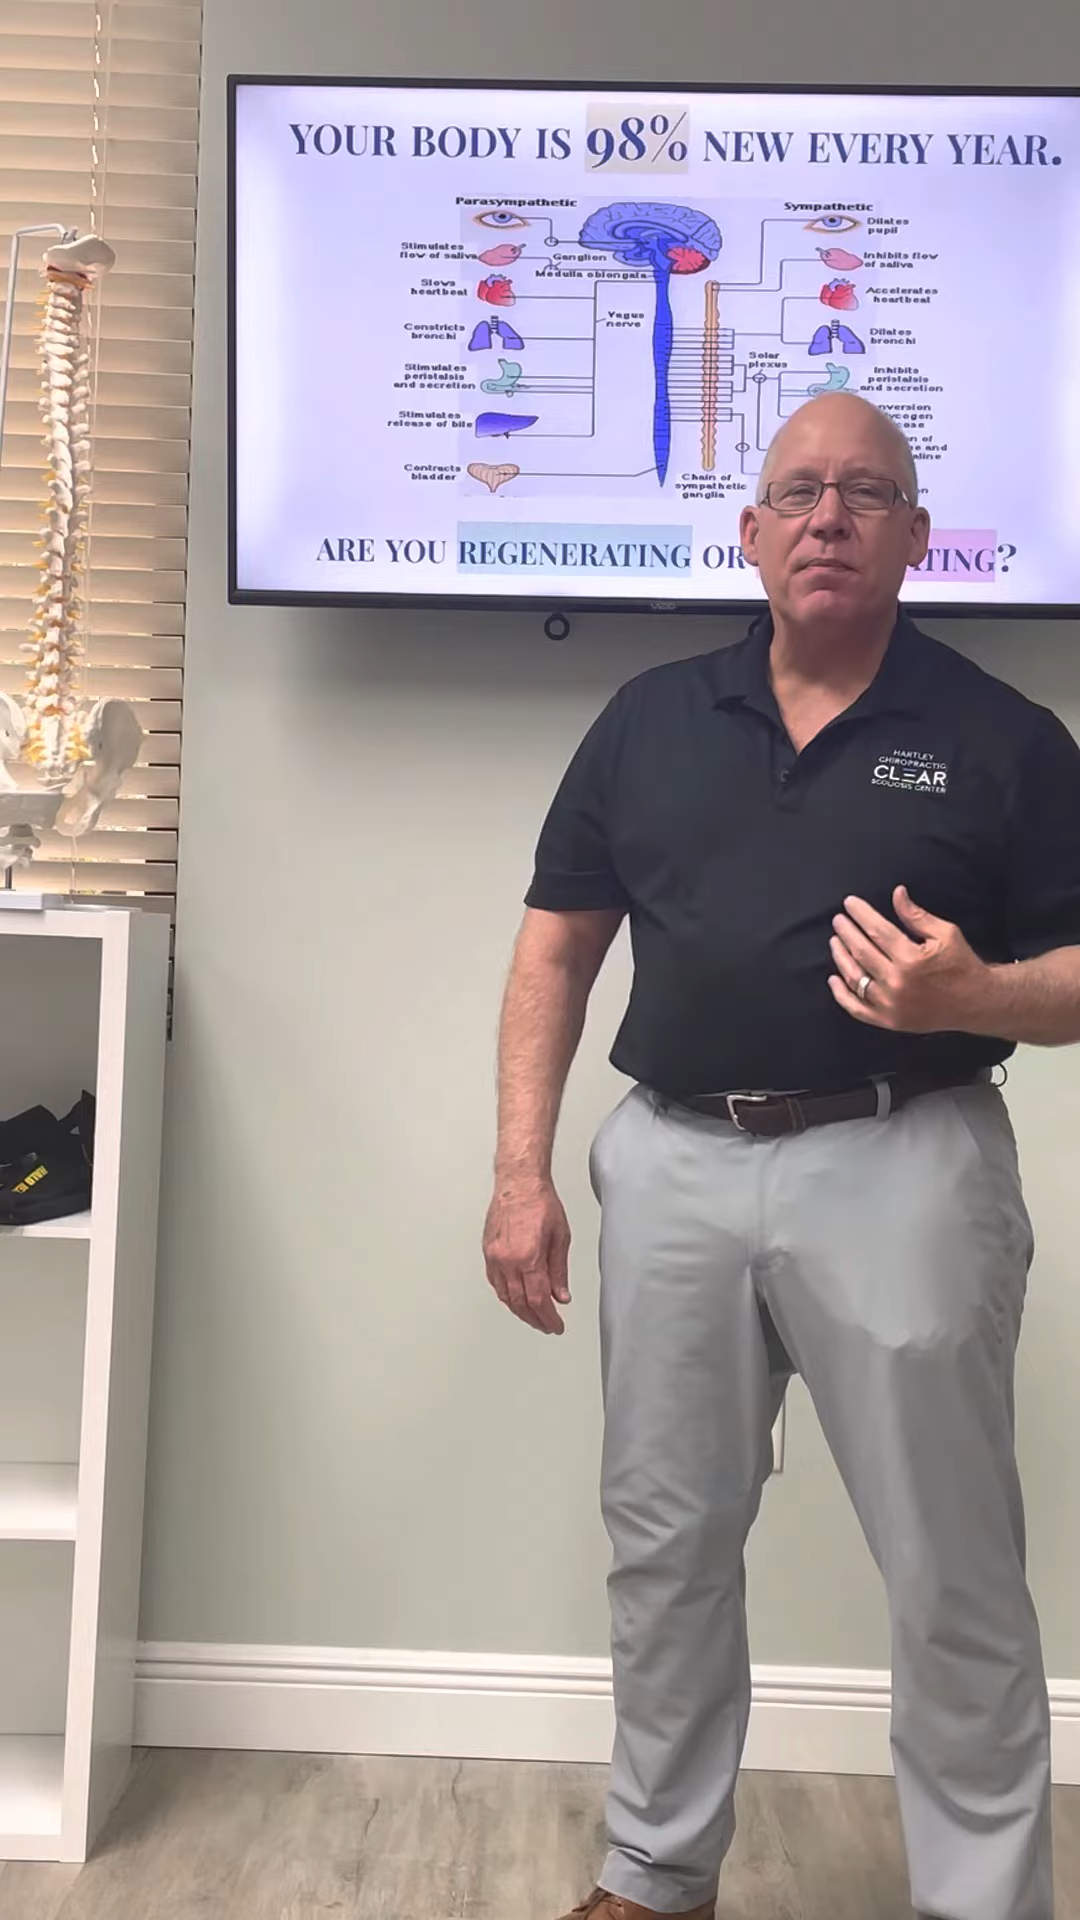 YOUR BODY IS 98% NEW EVERY YEAR.
Parasympathetic
Sympathetic
Stimulates
flow of saliva
Ganglion
Medulla oblongata
Slows
heartbeat
Vagus
nerve
Constricts
bronchi
Stimulates
peristalsis
and secretion
Stimulates
release of bile
Contracts
bladder
Dilates
pupil
Inhibits flow
of saliva
Accelerates
heartbeat
Dilates
bronchi
Solar
plexus
Inhibits
peristalsis
and secretion
Chain of
sympathetic
ganglia
ARE YOU REGENERATING OR
?
VIZIO
HARTLEY
CHIROPRACTIC
CLEAR
SCOLIOSIS CENTER